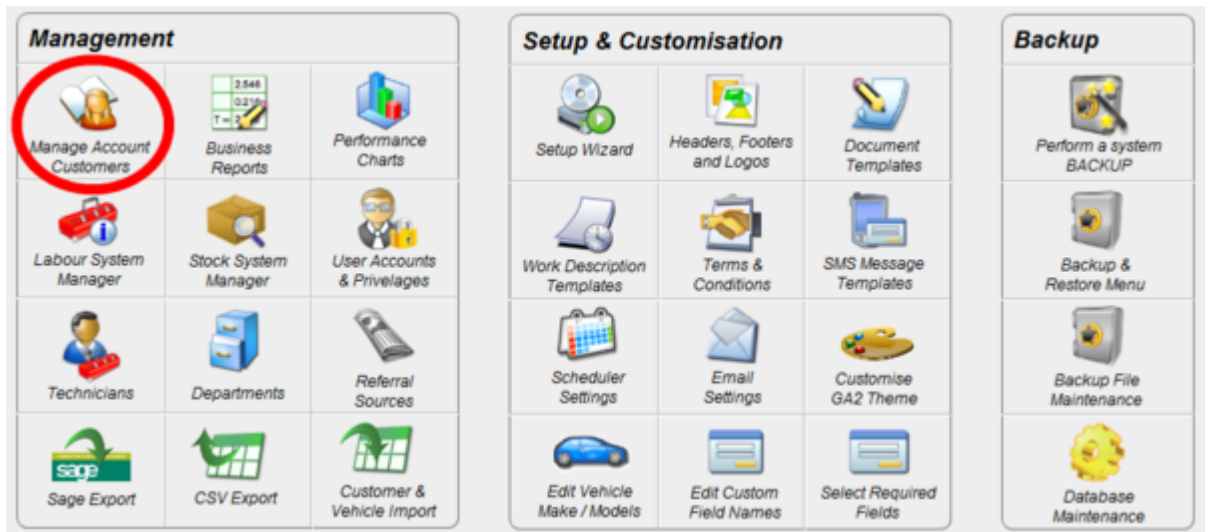 Management
2.546
0.216
T=
Manage Account
Customers
Business
Reports
Performance
Charts
Labour System
Manager
Stock System
Manager
User Accounts
& Privelages
Technicians
Departments
Referral
Sources
sage
Sage Export
CSV Export
Customer &
Vehicle Import
Setup & Customisation
Setup Wizard
Headers, Footers
and Logos
Document
Templates
Work Description
Templates
Terms &
Conditions
SMS Message
Templates
Scheduler
Settings
Email
Settings
Customise
GA2 Theme
Edit Vehicle
Make / Models
Edit Custom
Field Names
Select Required
Fields
Backup
Perform a system
BACKUP
Backup &
Restore Menu
Backup File
Maintenance
Database
Maintenance